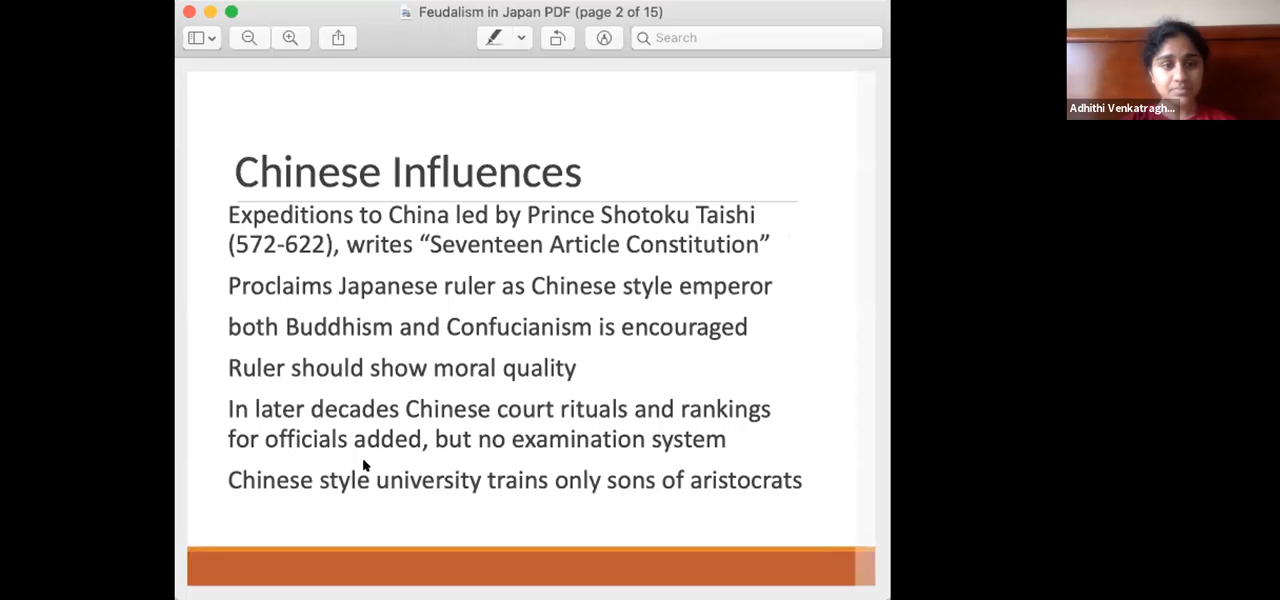 Feudalism in Japan PDF (page 2 of 15)
Search
Adhithi Venkatragh...
Chinese Influences
Expeditions to China led by Prince Shotoku Taishi
(572-622), writes “Seventeen Article Constitution”
Proclaims Japanese ruler as Chinese style emperor
both Buddhism and Confucianism is encouraged
Ruler should show moral quality
In later decades Chinese court rituals and rankings
for officials added, but no examination system
Chinese style university trains only sons of aristocrats